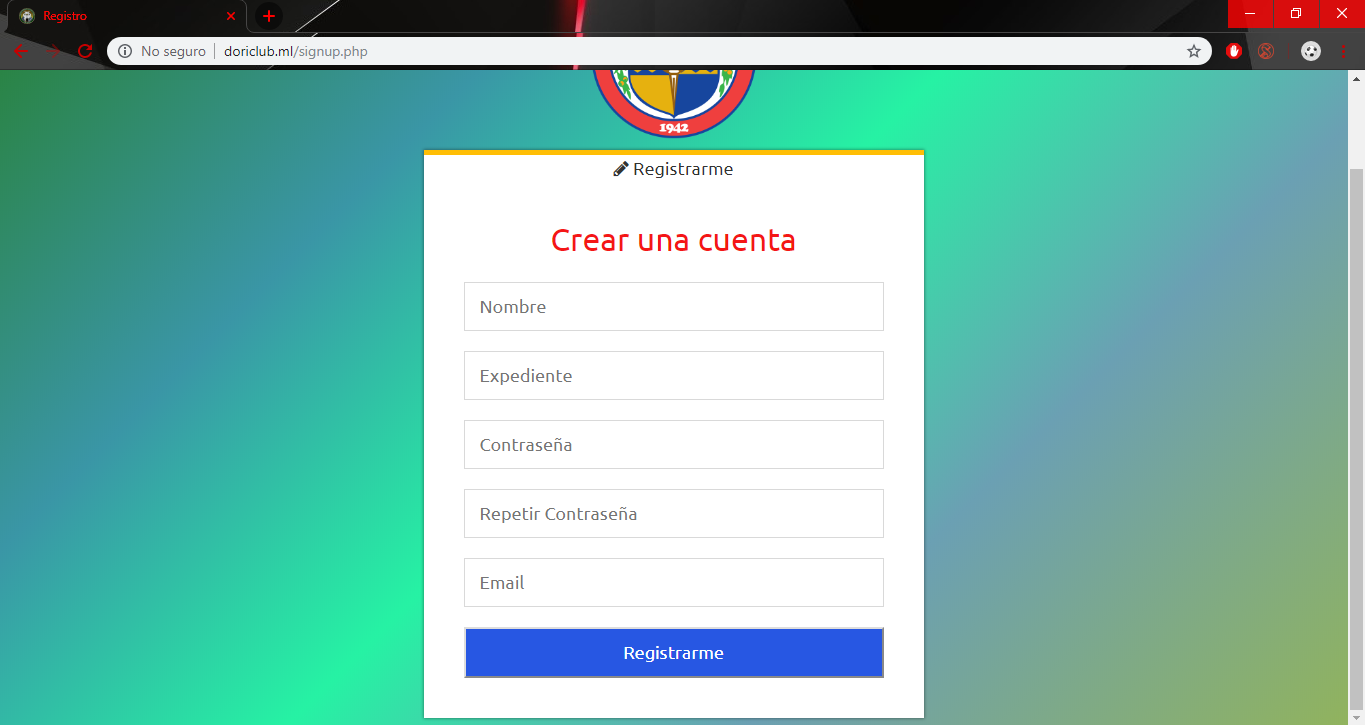 Registro
No seguro
doriclub.ml/signup.php
1942
Registrarme
Crear una cuenta
Nombre
Expediente
Contraseña
Repetir Contraseña
Email
Registrarme